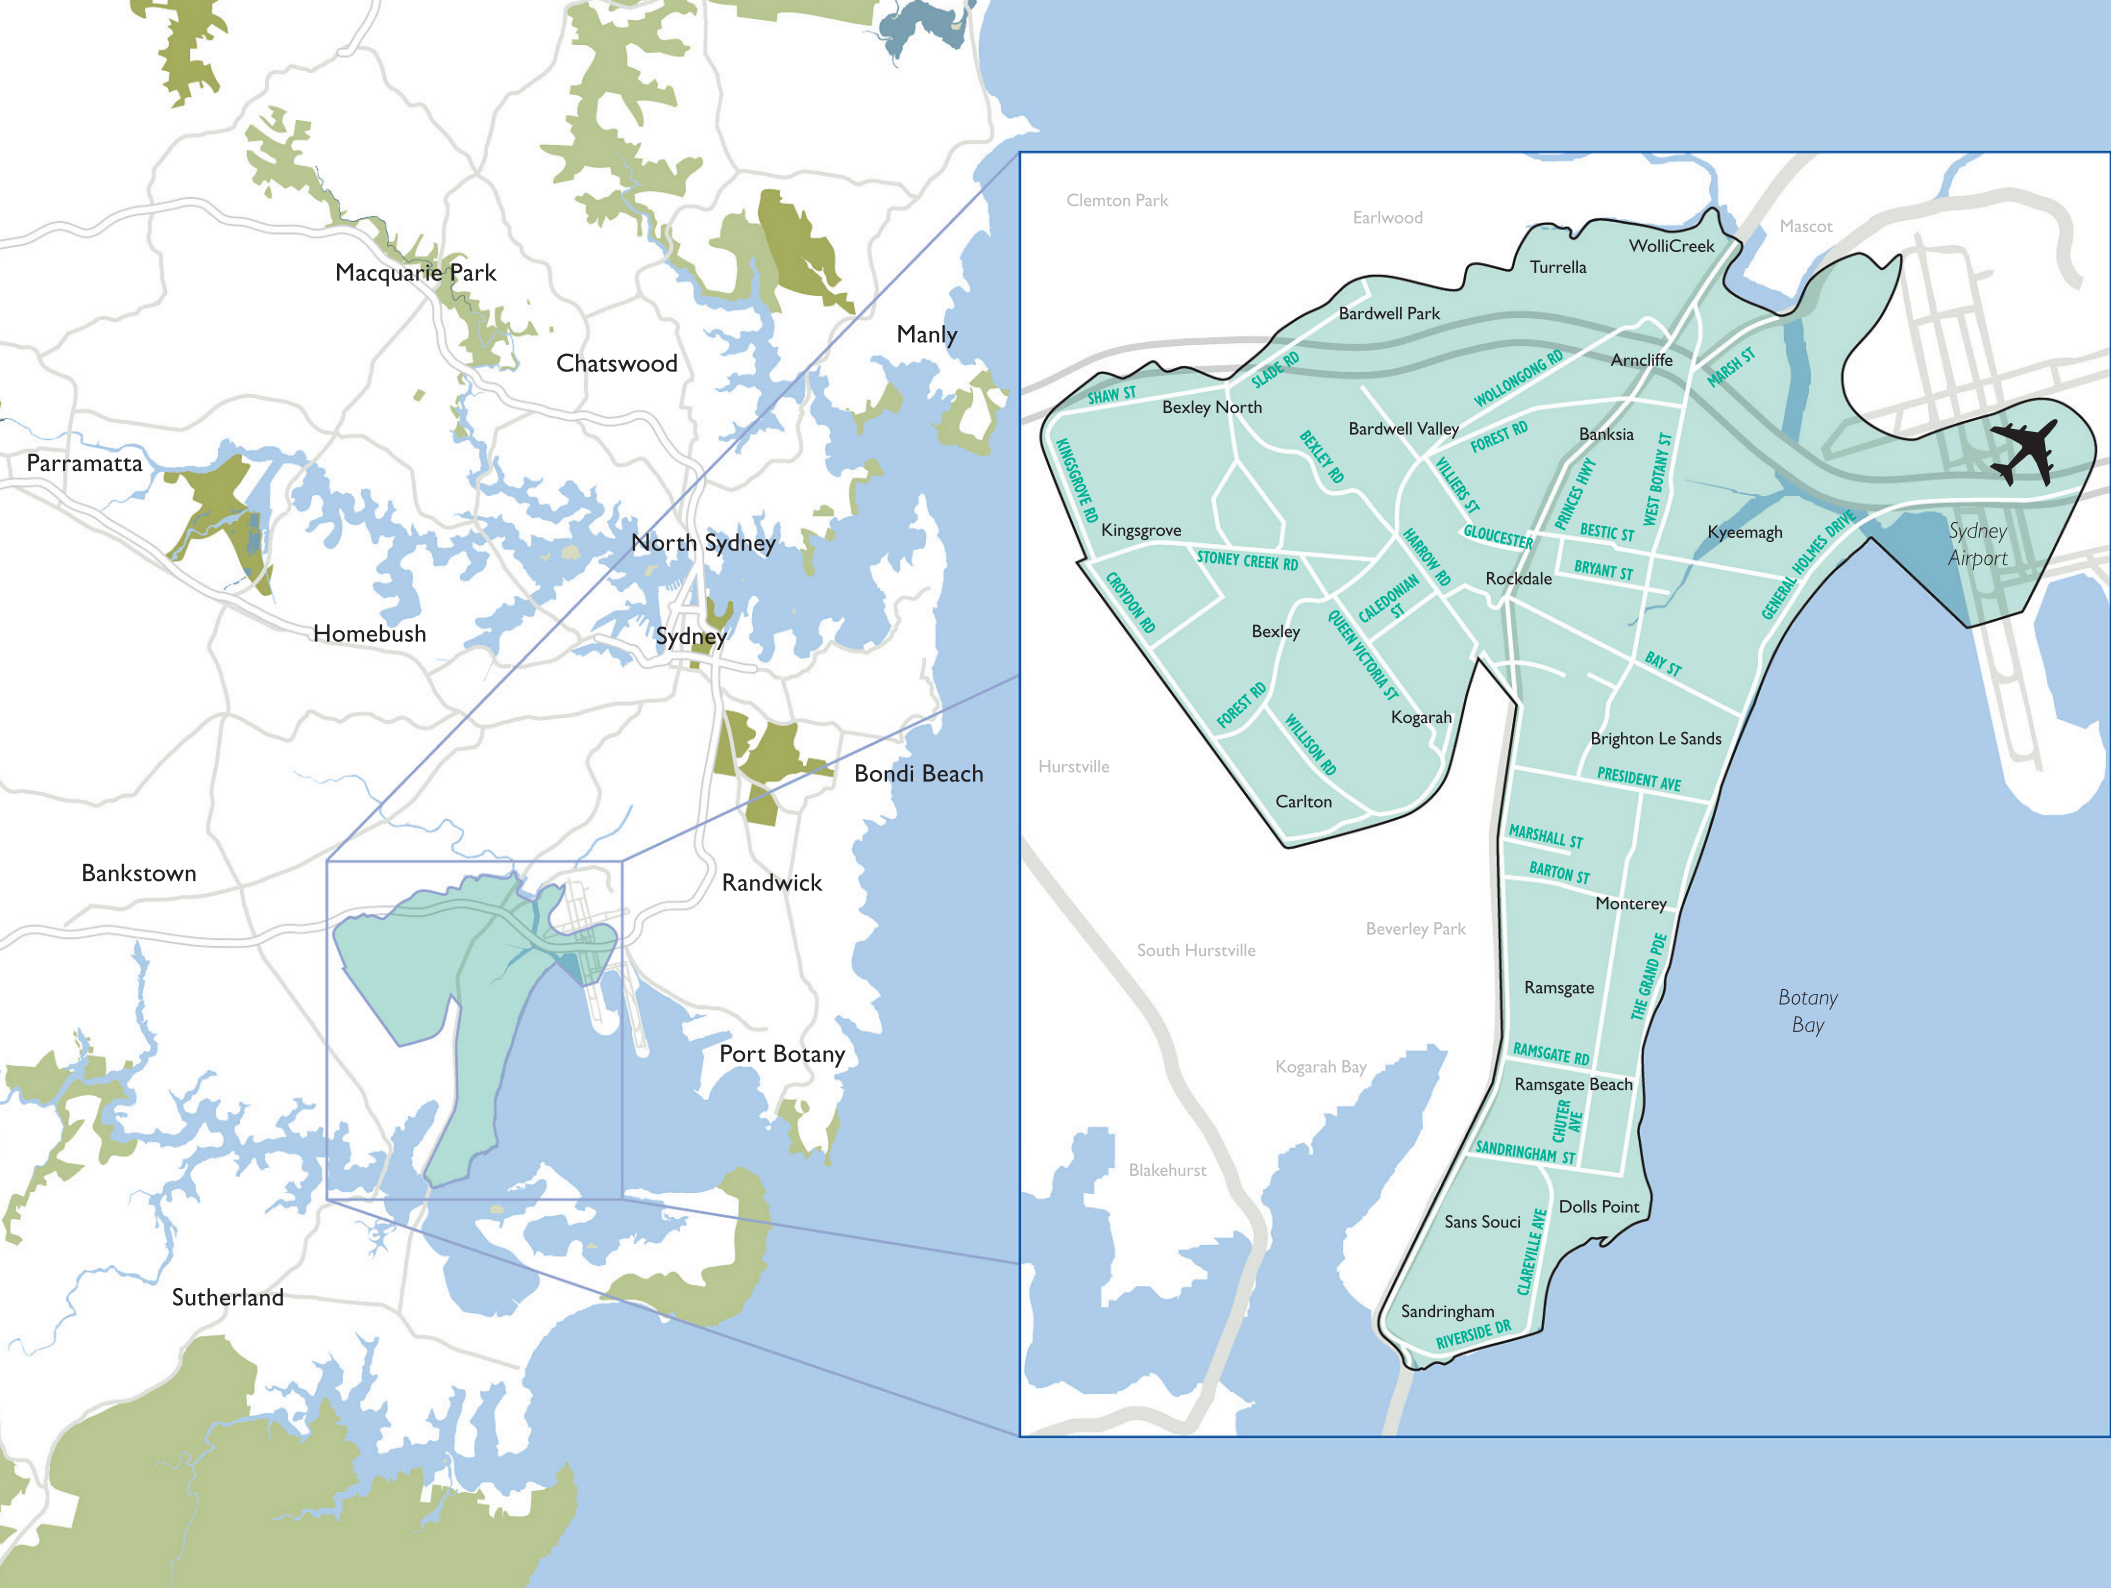 Macquarie Park
Manly
Chatswood
Parramatta
North Sydney
Homebush
Sydney
Bondi Beach
Bankstown
Randwick
Port Botany
Sutherland
Clemton Park
Earlwood
Mascot
WolliCreek
Turrella
Bardwell Park
Arncliffe
MARSH ST
SLADE RD
WOLLONGONG RD
SHAW ST
Bexley North
Bardwell Valley
FOREST RD
Banksia
KINGSGROVE RD
BEXLEY RD
VILLIERS ST
PRINCES HWY
WEST BOTANY ST
Kingsgrove
STONEY CREEK RD
HARROW RD
GLOUCESTER
BESTIC ST
Kyeemagh
GENERAL HOLMES DRIVE
Sydney
Airport
BRYANT ST
Rockdale
CROYDON RD
CALEDONIAN
ST
Bexley
QUEEN VICTORIA ST
BAY ST
FOREST RD
WILLISON RD
Kogarah
Brighton Le Sands
Hurstville
PRESIDENT AVE
Carlton
MARSHALL ST
BARTON ST
Monterey
Beverley Park
South Hurstville
THE GRAND PDE
Ramsgate
Botany
Bay
RAMSGATE RD
Kogarah Bay
Ramsgate Beach
CHUTER
AVE
SANDRINGHAM ST
Blakehurst
Dolls Point
Sans Souci
CLAREVILLE AVE
Sandringham
RIVERSIDE DR